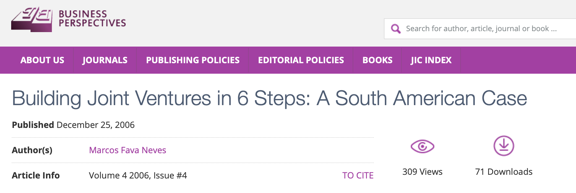 BUSINESS
PERSPECTIVES
Search for author, article, journal or book ...
ABOUT US JOURNALS PUBLISHING POLICIES EDITORIAL POLICIES BOOKS JIC INDEX
Building Joint Ventures in 6 Steps: A South American Case
Published December 25, 2006
Author(s) Marcos Fava Neves
309 Views 71 Downloads
Article Info Volume 4 2006, Issue #4 TO CITE